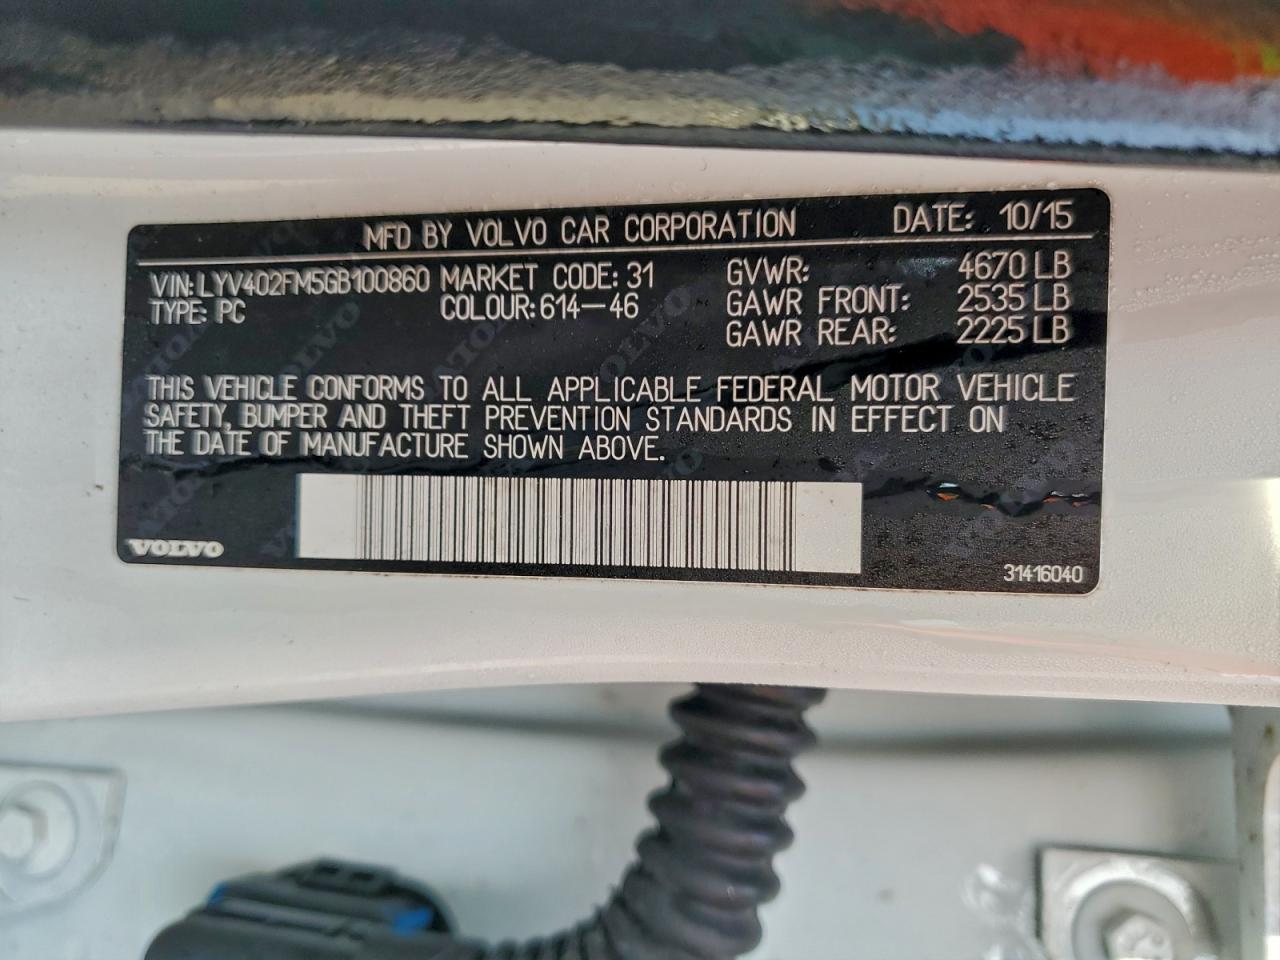 MFD BY VOLVO CAR CORPORATION DATE: 10/15
VIN: LYV402FM5GB100860 MARKET CODE: 31 GVWR: 4670 LB
TYPE: PC COLOUR: 614-46 GAWR FRONT: 2535 LB
GAWR REAR: 2225 LB
THIS VEHICLE CONFORMS TO ALL APPLICABLE FEDERAL MOTOR VEHICLE
SAFETY, BUMPER AND THEFT PREVENTION STANDARDS IN EFFECT ON
THE DATE OF MANUFACTURE SHOWN ABOVE.
VOLVO
31416040